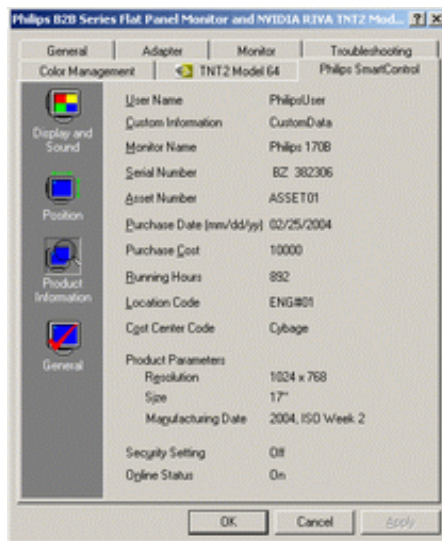 Philips B2B Series Flat Panel Monitor and NVIDIA RIVA TNT2 Mod...
General Adapter Monitor Troubleshooting
Color Management TNT2 Model 64 Philips SmartControl
Display and Sound
Position
Product Information
General
User Name PhilipsUser
Custom Information CustomData
Monitor Name Philips 170B
Serial Number BZ 382306
Asset Number ASSET01
Purchase Date (mm/dd/yy) 02/25/2004
Purchase Cost 10000
Running Hours 892
Location Code ENG#01
Cost Center Code Cybage
Product Parameters
Resolution 1024 x 768
Size 17"
Manufacturing Date 2004, ISO Week 2
Security Setting Off
Online Status On
OK Cancel Apply